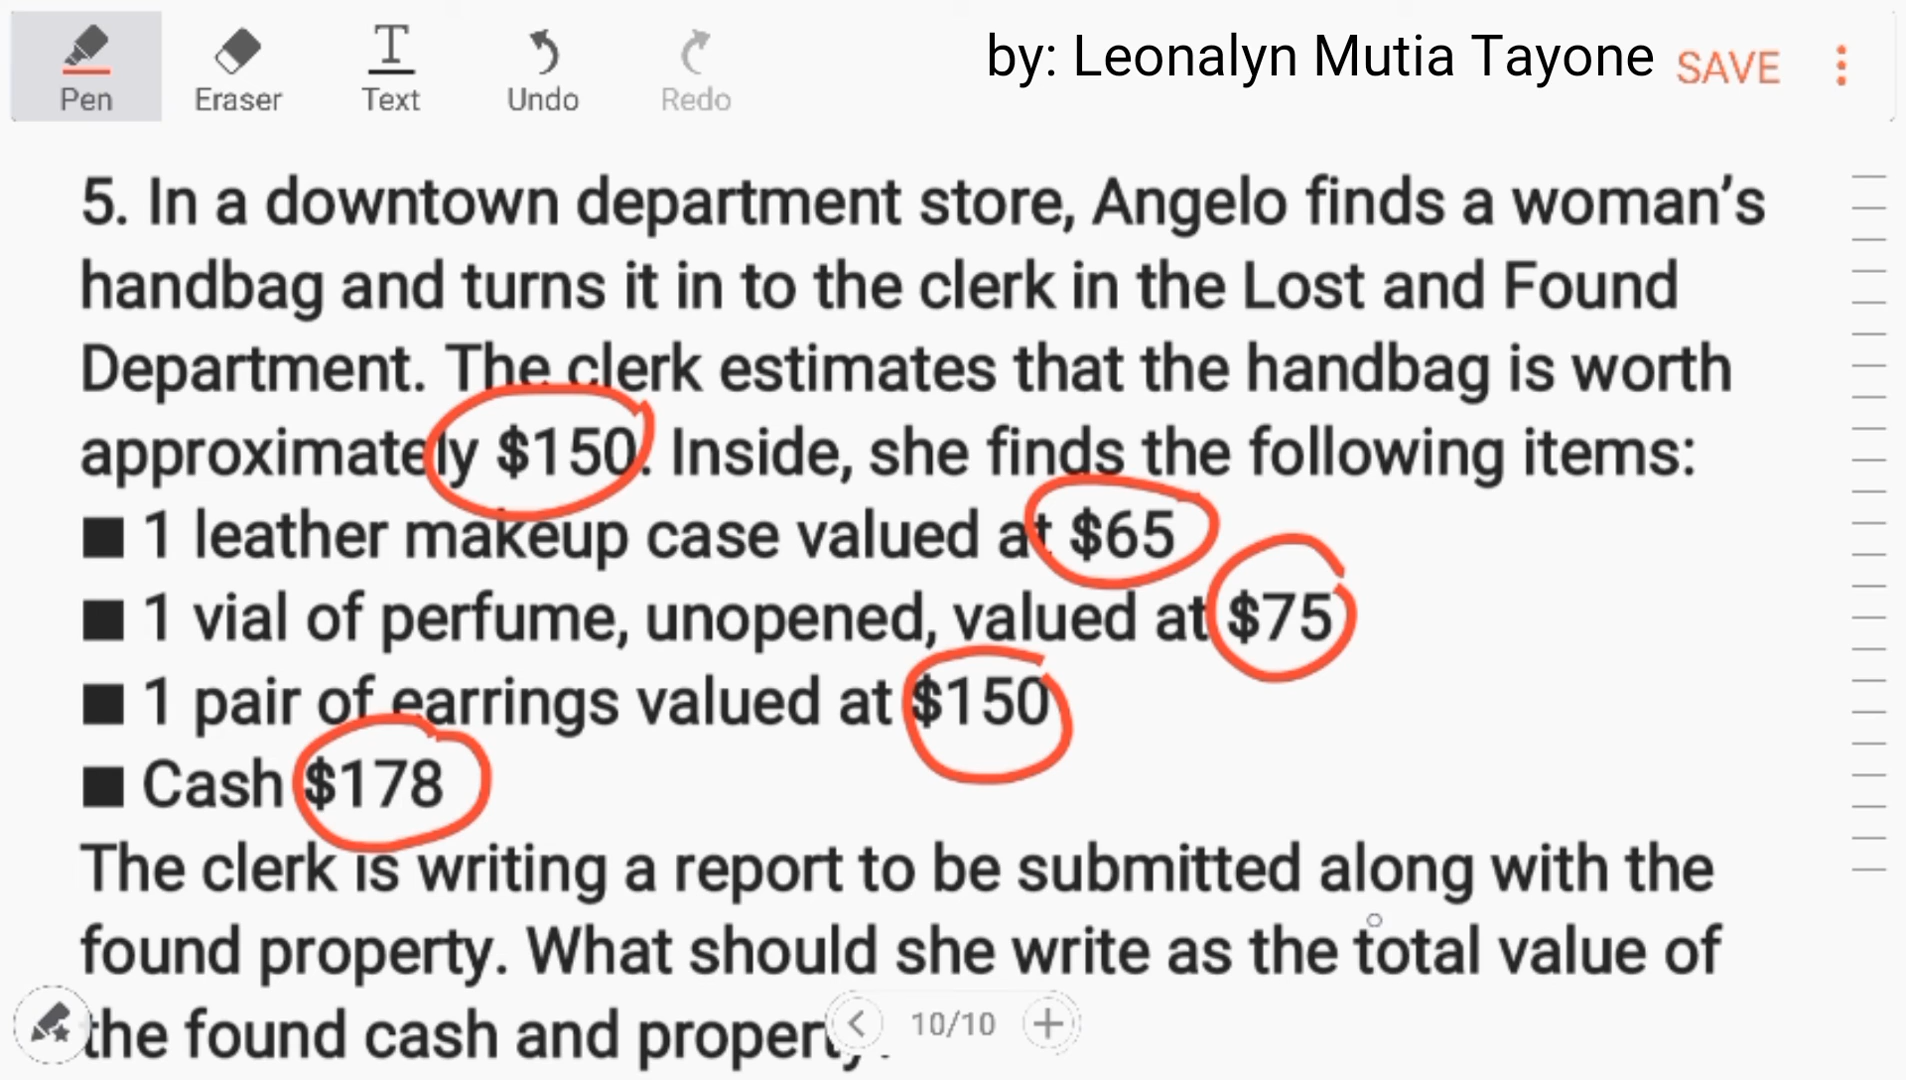 by: Leonalyn Mutia Tayone
SAVE
Pen
Eraser
Text
Undo
Redo
5. In a downtown department store, Angelo finds a woman’s
handbag and turns it in to the clerk in the Lost and Found
Department. The clerk estimates that the handbag is worth
approximately $150. Inside, she finds the following items:
■ 1 leather makeup case valued at $65
■ 1 vial of perfume, unopened, valued at $75
■ 1 pair of earrings valued at $150
■ Cash $178
The clerk is writing a report to be submitted along with the
found property. What should she write as the total value of
the found cash and property?
10/10